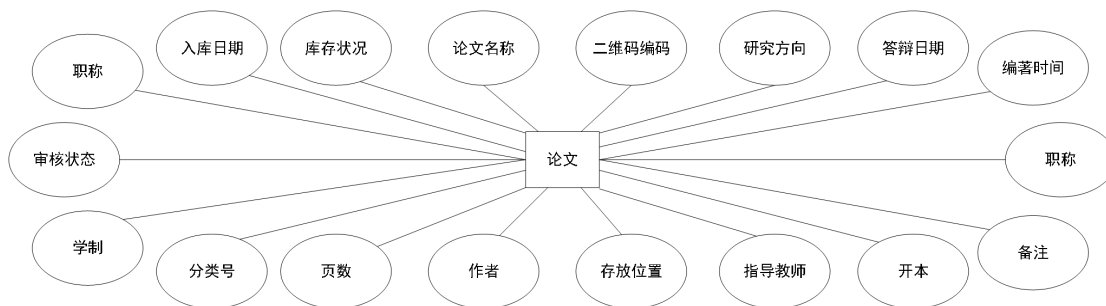 入库日期
库存状况
论文名称
二维码编码
研究方向
答辩日期
职称
编著时间
审核状态
论文
职称
学制
备注
分类号
页数
作者
存放位置
指导教师
开本